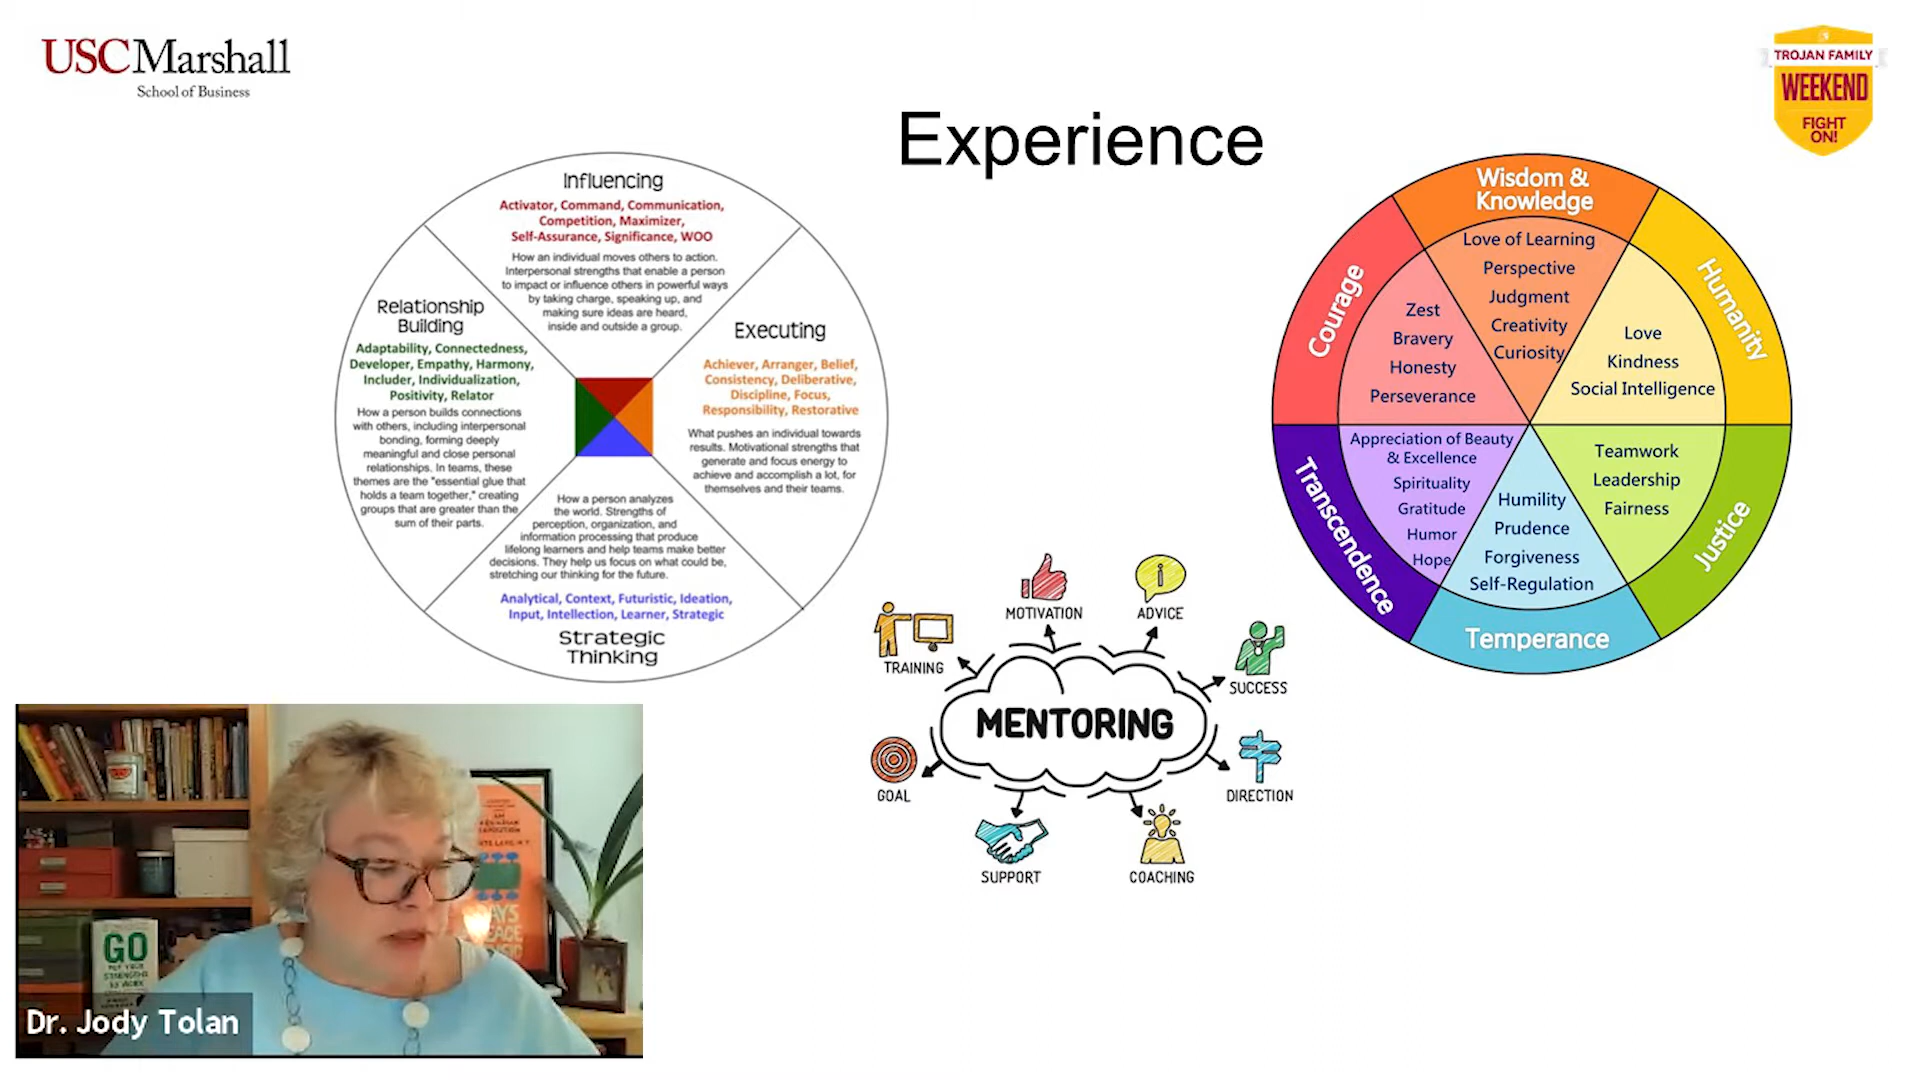 USC Marshall
School of Business
TROJAN FAMILY
WEEKEND
FIGHT
ON!
Experience
Influencing
Activator, Command, Communication,
Competition, Maximizer,
Self-Assurance, Significance, WOO
How an individual moves others to action.
Interpersonal strengths that enable a person
to impact or influence others in powerful ways
by taking charge, speaking up, and
making sure ideas are heard,
inside and outside a group.
Relationship
Building
Adaptability, Connectedness,
Developer, Empathy, Harmony,
Includer, Individualization,
Positivity, Relator
How a person builds connections
with others, including interpersonal
bonding, forming deeply
meaningful and close personal
relationships. In teams, these
themes are the "essential glue that
holds a team together," creating
groups that are greater than the
sum of their parts.
Executing
Achiever, Arranger, Belief,
Consistency, Deliberative,
Discipline, Focus,
Responsibility, Restorative
What pushes an individual towards
results. Motivational strengths that
generate and focus energy to
achieve and accomplish a lot, for
themselves and their teams.
How a person analyzes
the world. Strengths of
perception, organization, and
information processing that produce
lifelong learners and help teams make better
decisions. They help us focus on what could be,
stretching our thinking for the future.
Analytical, Context, Futuristic, Ideation,
Input, Intellection, Learner, Strategic
Strategic
Thinking
Wisdom &
Knowledge
Love of Learning
Perspective
Judgment
Creativity
Curiosity
Humanity
Love
Kindness
Social Intelligence
Courage
Zest
Bravery
Honesty
Perseverance
Transcendence
Appreciation of Beauty
& Excellence
Spirituality
Gratitude
Humor
Hope
Humility
Prudence
Forgiveness
Self-Regulation
Temperance
Teamwork
Leadership
Fairness
Justice
MOTIVATION
ADVICE
TRAINING
SUCCESS
MENTORING
GOAL
DIRECTION
SUPPORT
COACHING
GO
PUT YOUR
STRENGTHS
TO WORK
Dr. Jody Tolan